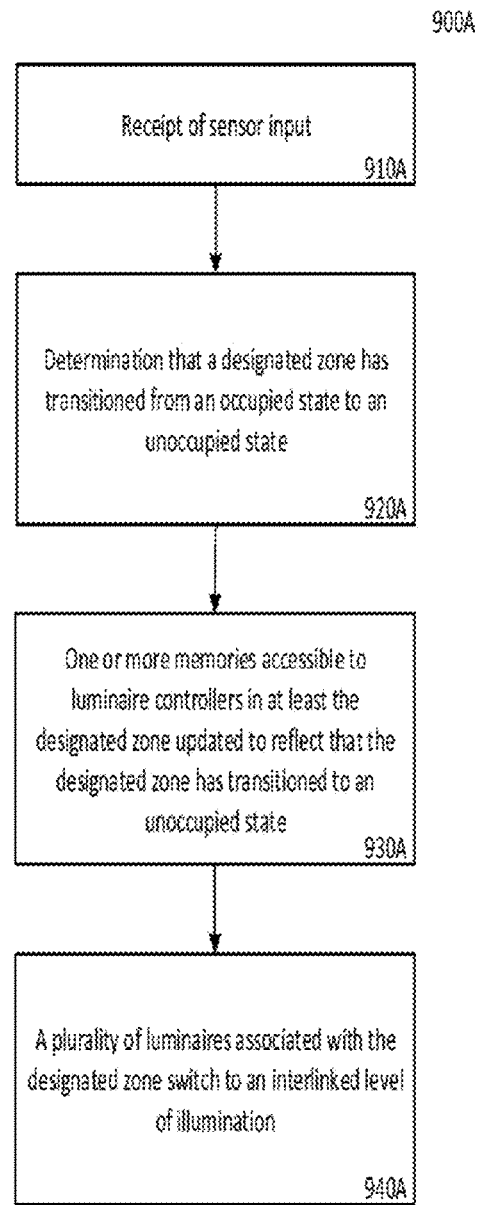 900A
Receipt of sensor input
910A
Determination that a designated zone has
transitioned from an occupied state to an
unoccupied state
920A
One or more memories accessible to
luminaire controllers in at least the
designated zone updated to reflect that the
designated zone has transitioned to an
unoccupied state
930A
A plurality of luminaires associated with the
designated zone switch to an interlinked level
of illumination
940A